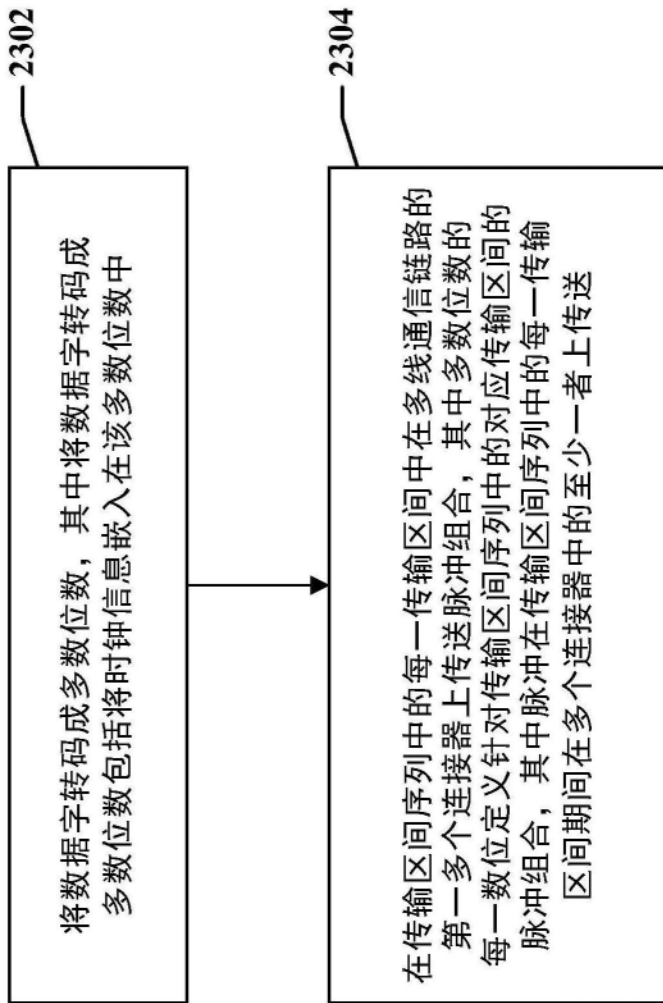 2302
将数据字转码成多数位数，其中将数据字转码成
多数位数包括将时钟信息嵌入在该多数位数中
2304
在传输区间序列中的每一传输区间中在多线通信链路的
第一多个连接器上传送脉冲组合，其中多数位数的
每一数位定义针对传输区间序列中的对应传输区间的
脉冲组合，其中脉冲在传输区间序列中的每一传输
区间期间在多个连接器中的至少一者上传送